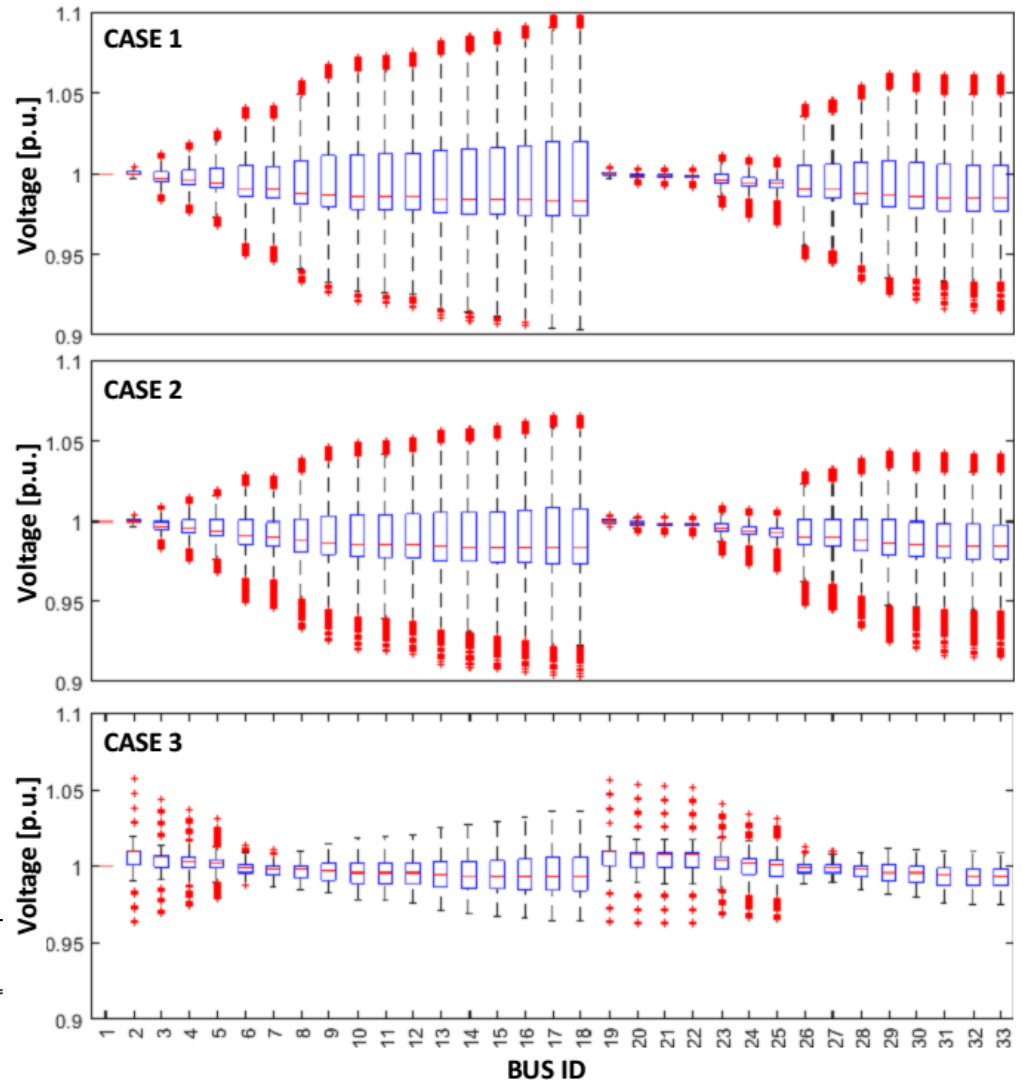 CASE 1
Voltage [p.u.]
1.1
1.05
1
0.95
0.9
CASE 2
Voltage [p.u.]
1.1
1.05
1
0.95
0.9
CASE 3
Voltage [p.u.]
1.1
1.05
1
0.95
0.9
1 2 3 4 5 6 7 8 9 10 11 12 13 14 15 16 17 18 19 20 21 22 23 24 25 26 27 28 29 30 31 32 33
BUS ID